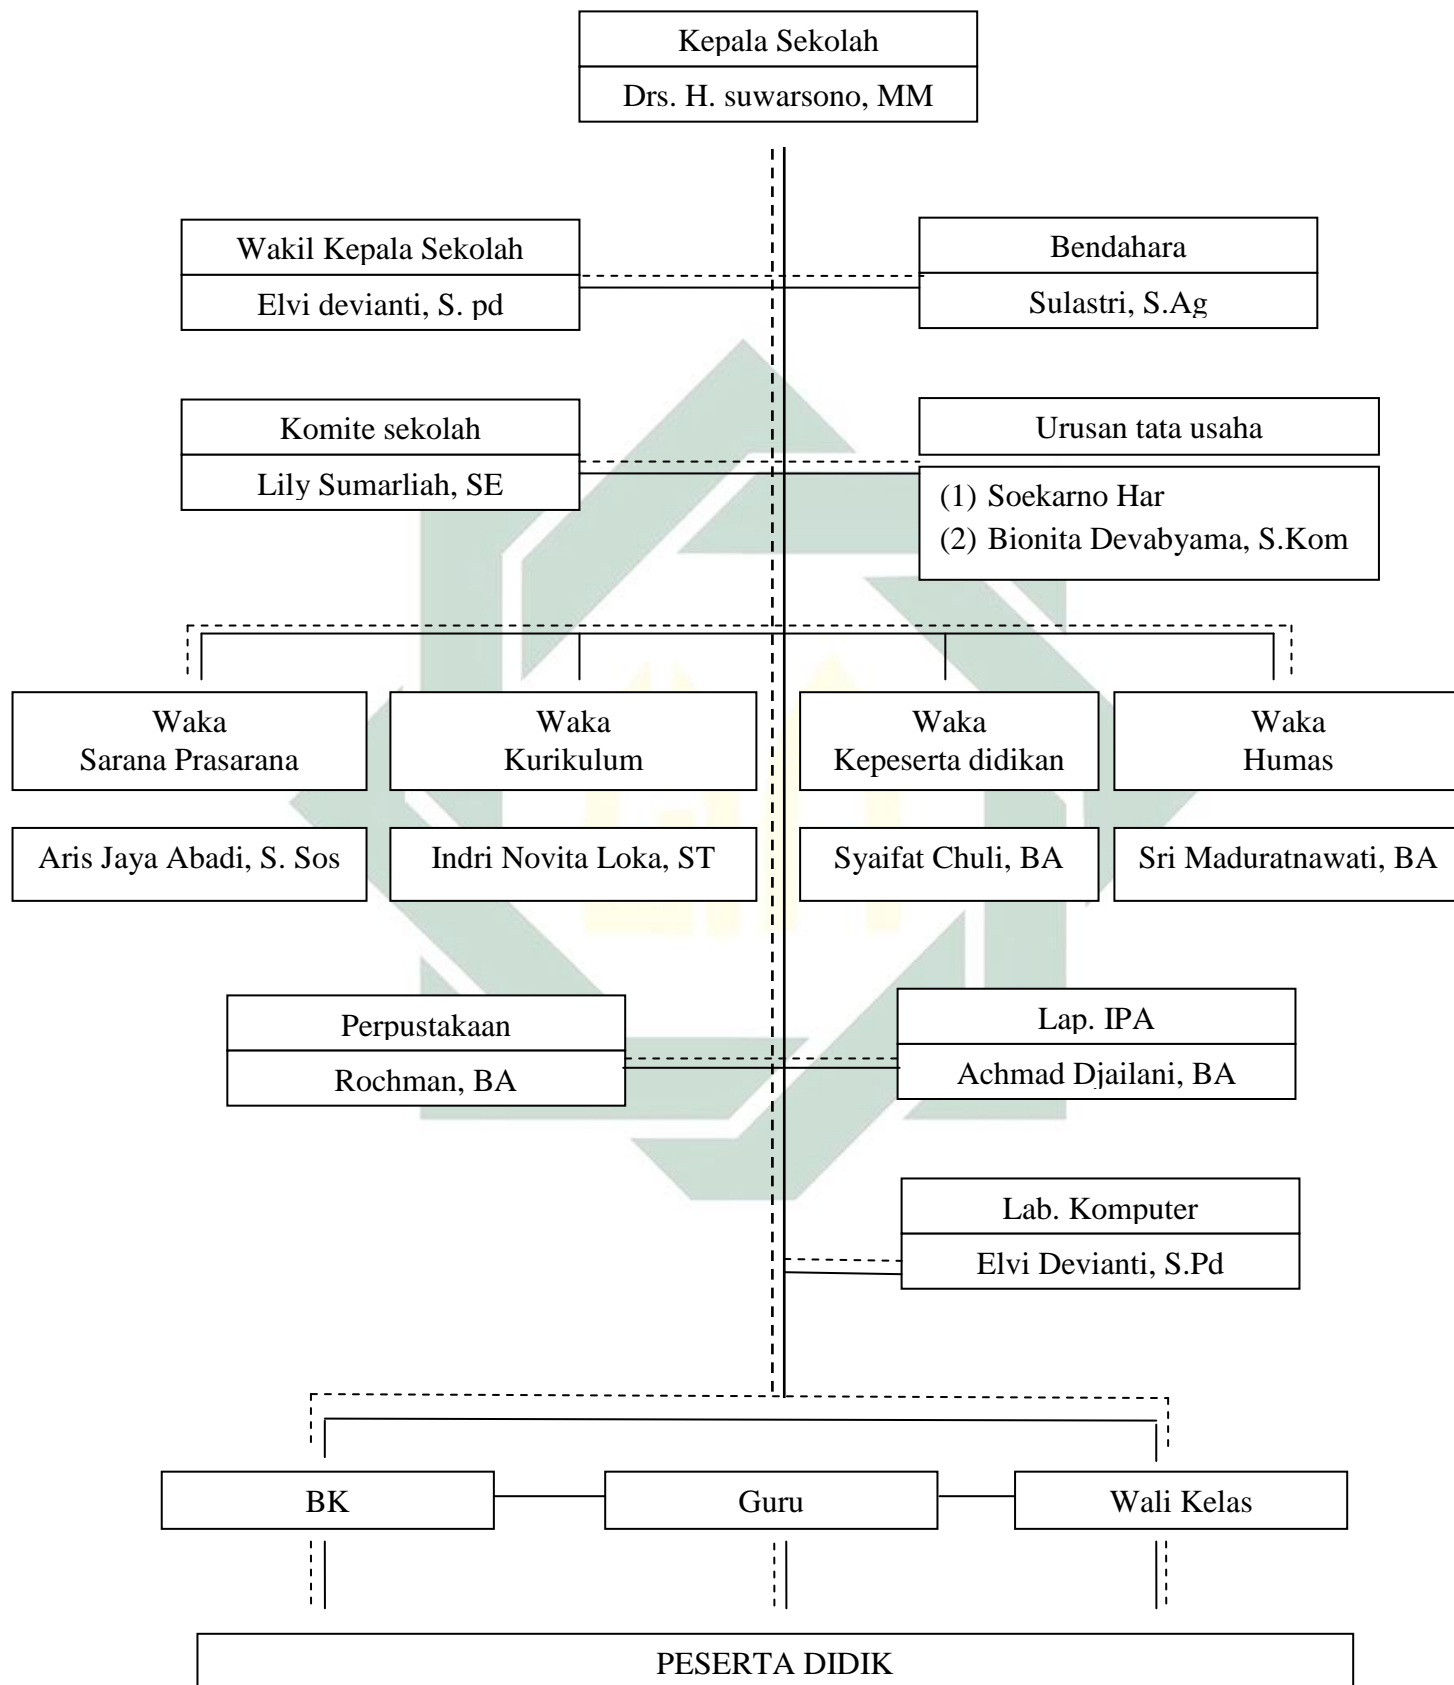 Kepala Sekolah
Drs. H. suwarsono, MM
Wakil Kepala Sekolah
Elvi devianti, S. pd
Bendahara
Sulastri, S.Ag
Komite sekolah
Lily Sumarliah, SE
Urusan tata usaha
(1) Soekarno Har
(2) Bionita Devabyama, S.Kom
Waka
Sarana Prasarana
Waka
Kurikulum
Waka
Kepeserta didikan
Waka
Humas
Aris Jaya Abadi, S. Sos
Indri Novita Loka, ST
Syaifat Chuli, BA
Sri Maduratnawati, BA
Perpustakaan
Rochman, BA
Lap. IPA
Achmad Djailani, BA
Lab. Komputer
Elvi Devianti, S.Pd
BK
Guru
Wali Kelas
PESERTA DIDIK